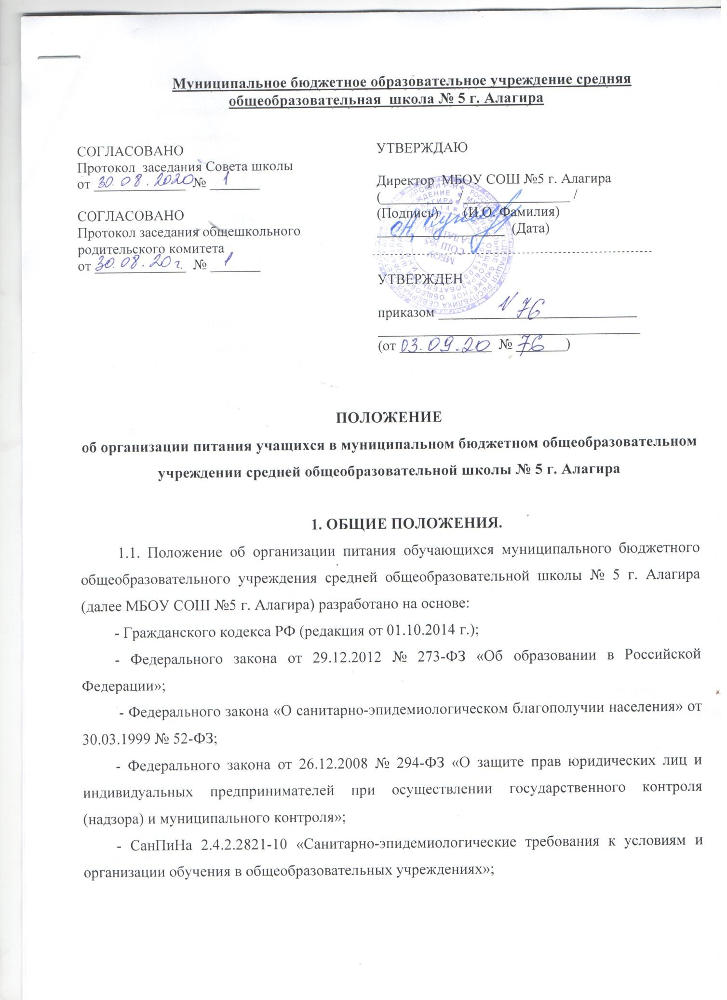 Муниципальное бюджетное образовательное учреждение средняя
общеобразовательная школа № 5 г. Алагира
СОГЛАСОВАНО
Протокол заседания Совета школы
от 30.08.2020 № 1
СОГЛАСОВАНО
Протокол заседания общешкольного
родительского комитета
от 30.08.20г. № 1
УТВЕРЖДАЮ
Директор МБОУ СОШ №5 г. Алагира
(__________ / _______________ /
(Подпись) (И.О. Фамилия)
(Дата)
МБОУ
СОШ №5
г. АЛАГИРА
УТВЕРЖДЕН
приказом N 76
(от 03.09.20 № 76)
ПОЛОЖЕНИЕ
об организации питания учащихся в муниципальном бюджетном общеобразовательном
учреждении средней общеобразовательной школы № 5 г. Алагира
1. ОБЩИЕ ПОЛОЖЕНИЯ.
1.1. Положение об организации питания обучающихся муниципального бюджетного
общеобразовательного учреждения средней общеобразовательной школы № 5 г. Алагира
(далее МБОУ СОШ №5 г. Алагира) разработано на основе:
- Гражданского кодекса РФ (редакция от 01.10.2014 г.);
- Федерального закона от 29.12.2012 № 273-ФЗ «Об образовании в Российской
Федерации»;
- Федерального закона «О санитарно-эпидемиологическом благополучии населения» от
30.03.1999 № 52-ФЗ;
- Федерального закона от 26.12.2008 № 294-ФЗ «О защите прав юридических лиц и
индивидуальных предпринимателей при осуществлении государственного контроля
(надзора) и муниципального контроля»;
- СанПиНа 2.4.2.2821-10 «Санитарно-эпидемиологические требования к условиям и
организации обучения в общеобразовательных учреждениях»;